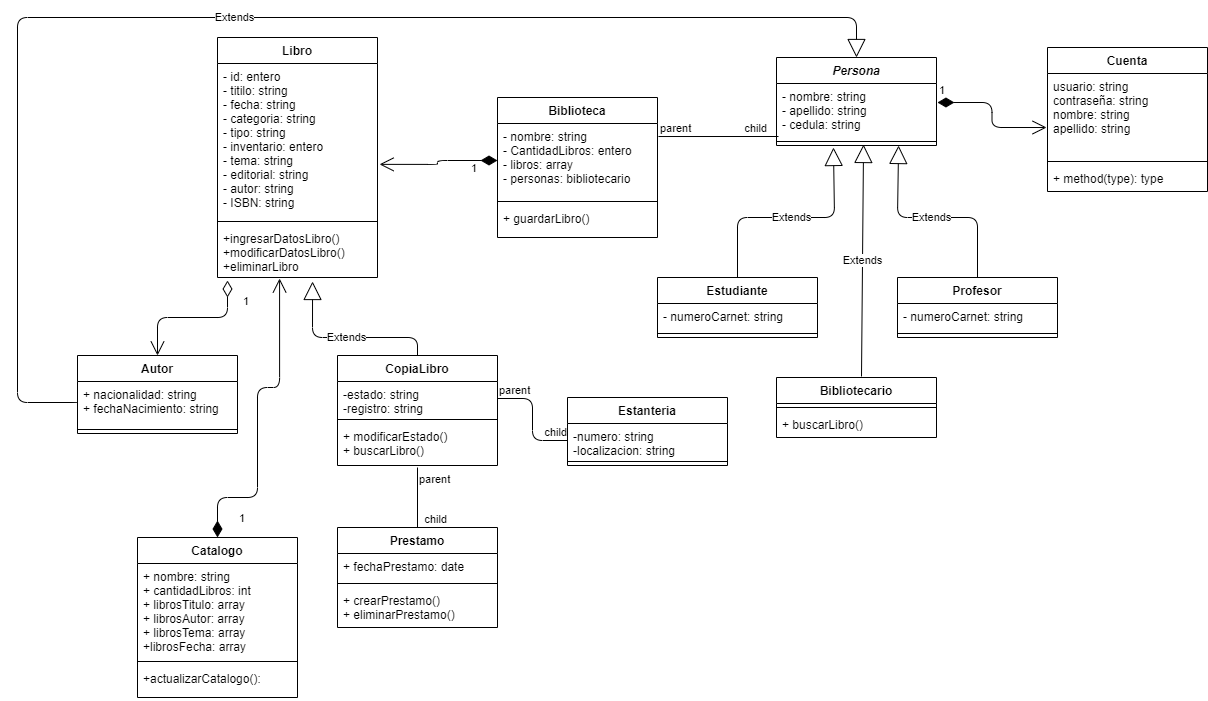 Extends
Libro
- id: entero
- titilo: string
- fecha: string
- categoria: string
- tipo: string
- inventario: entero
- tema: string
- editorial: string
- autor: string
- ISBN: string
+ingresarDatosLibro()
+modificarDatosLibro()
+eliminarLibro
1
Biblioteca
- nombre: string
- CantidadLibros: entero
- libros: array
- personas: bibliotecario
+ guardarLibro()
1
parent
child
Persona
- nombre: string
- apellido: string
- cedula: string
1
Cuenta
usuario: string
contraseña: string
nombre: string
apellido: string
+ method(type): type
Extends
Extends
Extends
Estudiante
- numeroCarnet: string
Profesor
- numeroCarnet: string
Bibliotecario
+ buscarLibro()
Autor
+ nacionalidad: string
+ fechaNacimiento: string
Extends
CopiaLibro
-estado: string
-registro: string
+ modificarEstado()
+ buscarLibro()
parent
child
Estanteria
-numero: string
-localizacion: string
parent
child
Prestamo
+ fechaPrestamo: date
+ crearPrestamo()
+ eliminarPrestamo()
1
Catalogo
+ nombre: string
+ cantidadLibros: int
+ librosTitulo: array
+ librosAutor: array
+ librosTema: array
+librosFecha: array
+actualizarCatalogo():